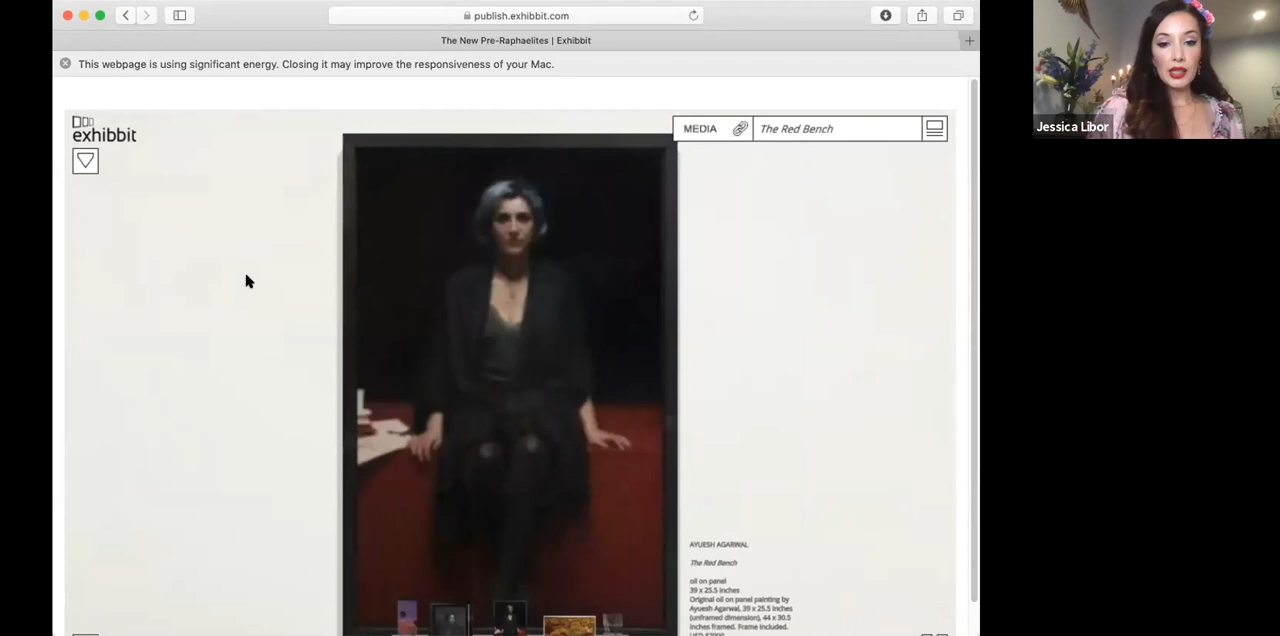 publish.exhibbit.com
The New Pre-Raphaelites | Exhibbit
This webpage is using significant energy. Closing it may improve the responsiveness of your Mac.
exhibbit
MEDIA
The Red Bench
Jessica Libor
AYUESH AGARWAL
The Red Bench
oil on panel
39 x 25.5 inches
Original oil on panel painting by
Ayuesh Agarwal, 39 x 25.5 inches
(unframed dimension), 44 x 30.5
inches framed. Frame included.